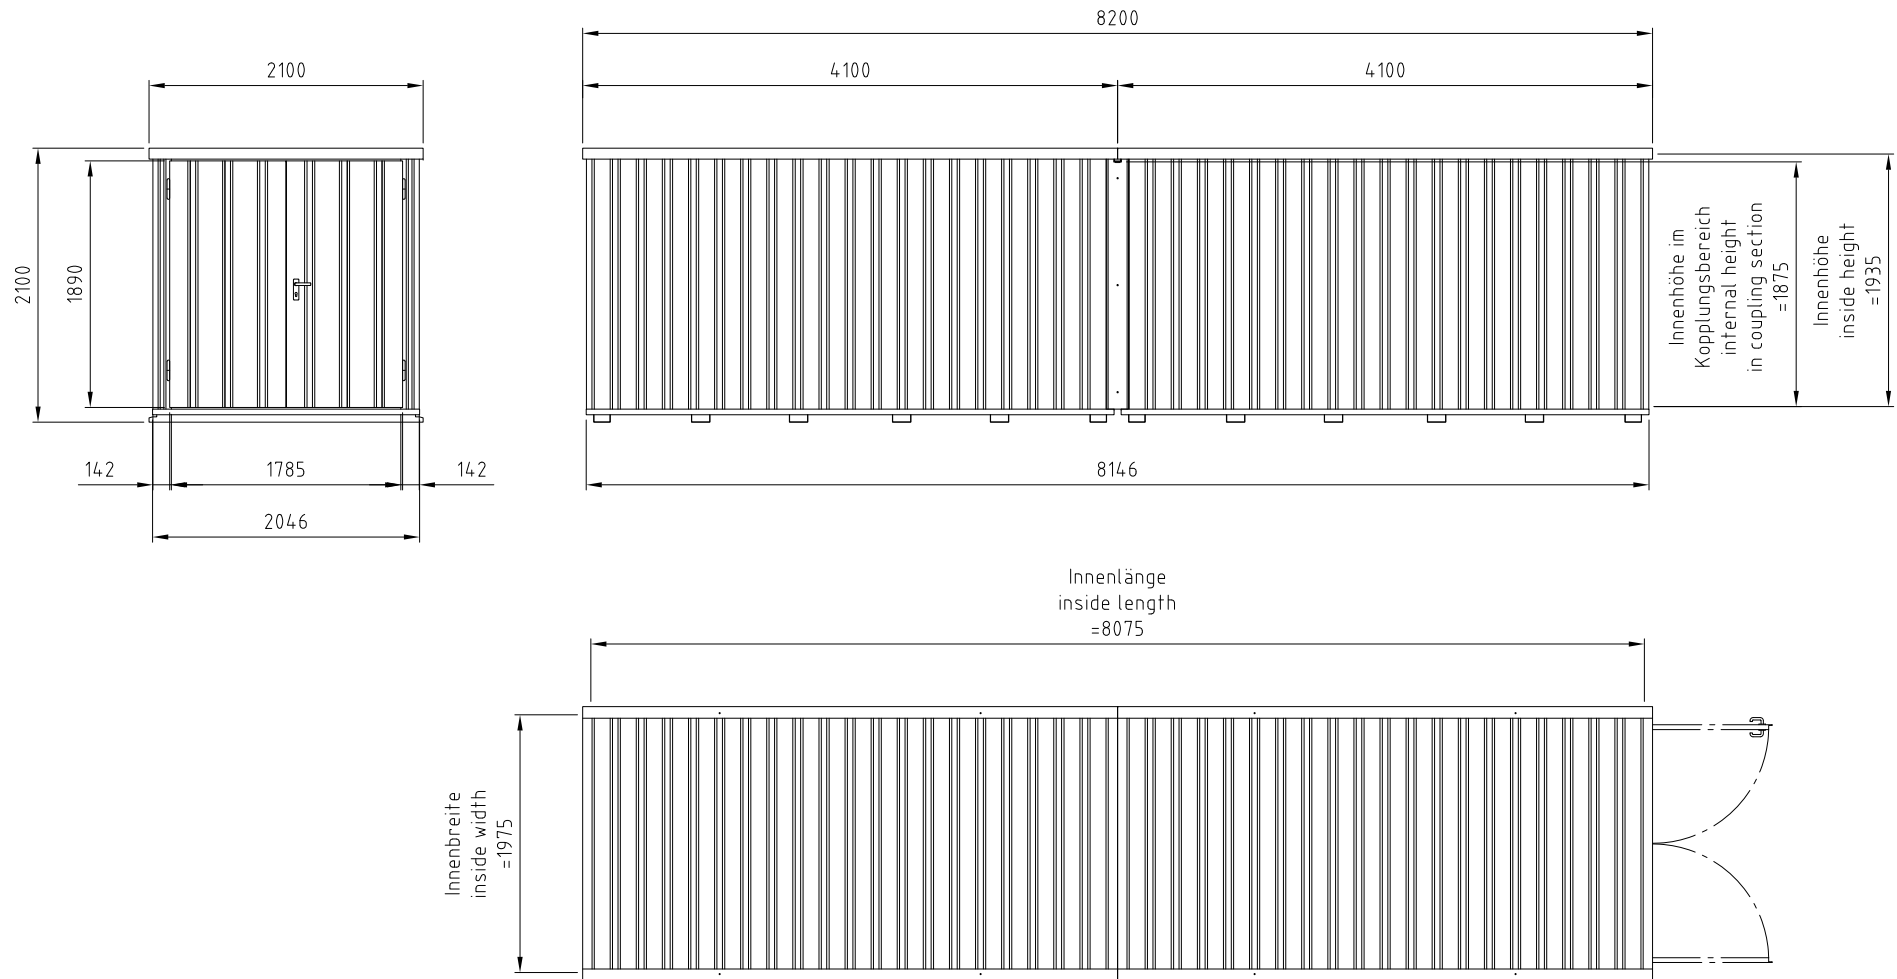 8200
2100
4100
4100
2100
1890
Innenhöhe im
Kopplungsbereich
internal height
in coupling section
=1875
Innenhöhe
inside height
=1935
142
1785
142
8146
2046
Innenlänge
inside length
=8075
Innenbreite
inside width
=1975